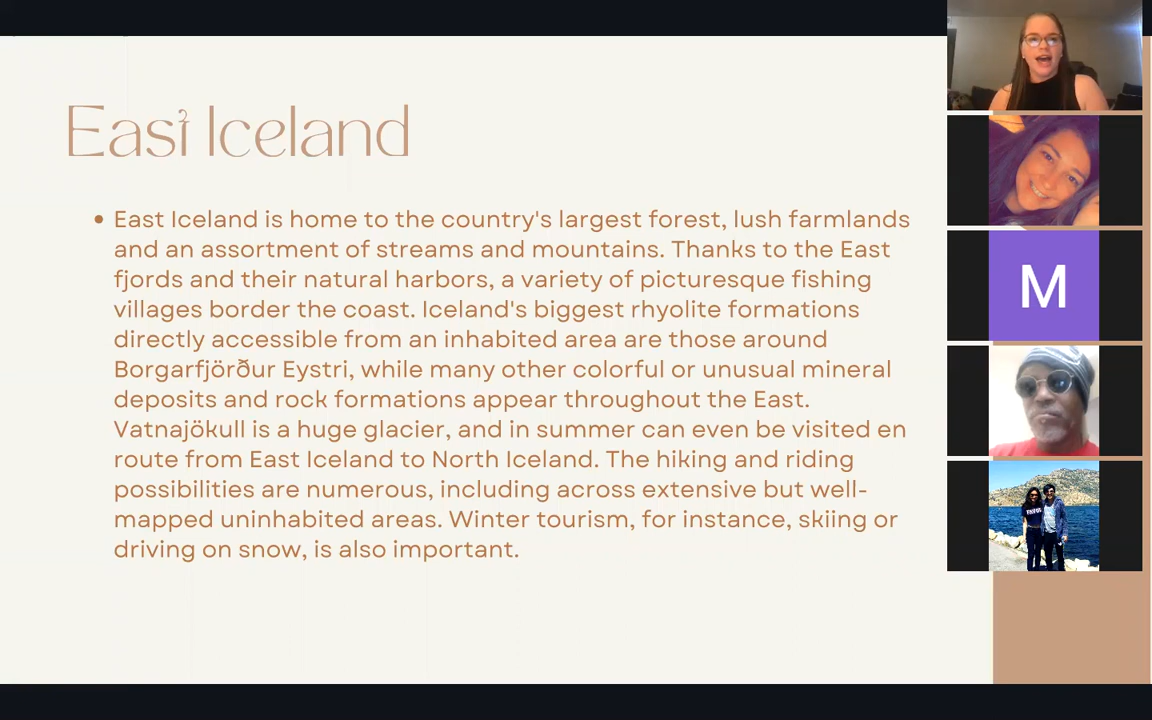 East Iceland
East Iceland is home to the country's largest forest, lush farmlands
and an assortment of streams and mountains. Thanks to the East
fjords and their natural harbors, a variety of picturesque fishing
villages border the coast. Iceland's biggest rhyolite formations
directly accessible from an inhabited area are those around
Borgarfjörður Eystri, while many other colorful or unusual mineral
deposits and rock formations appear throughout the East.
Vatnajökull is a huge glacier, and in summer can even be visited en
route from East Iceland to North Iceland. The hiking and riding
possibilities are numerous, including across extensive but well-
mapped uninhabited areas. Winter tourism, for instance, skiing or
driving on snow, is also important.
M